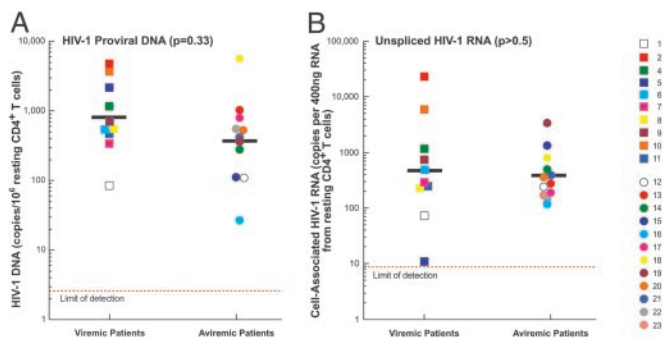 A
HIV-1 Proviral DNA (p=0.33)
HIV-1 DNA (copies/10⁶ resting CD4⁺ T cells)
10,000
1,000
100
10
1
Limit of detection
Viremic Patients
Aviremic Patients
B
Unspliced HIV-1 RNA (p>0.5)
Cell-Associated HIV-1 RNA (copies per 400ng RNA
from resting CD4⁺ T cells)
100,000
10,000
1000
100
10
1
Limit of detection
Viremic Patients
Aviremic Patients
1
2
4
5
6
7
8
9
10
11
12
13
14
15
16
17
18
19
20
21
22
23